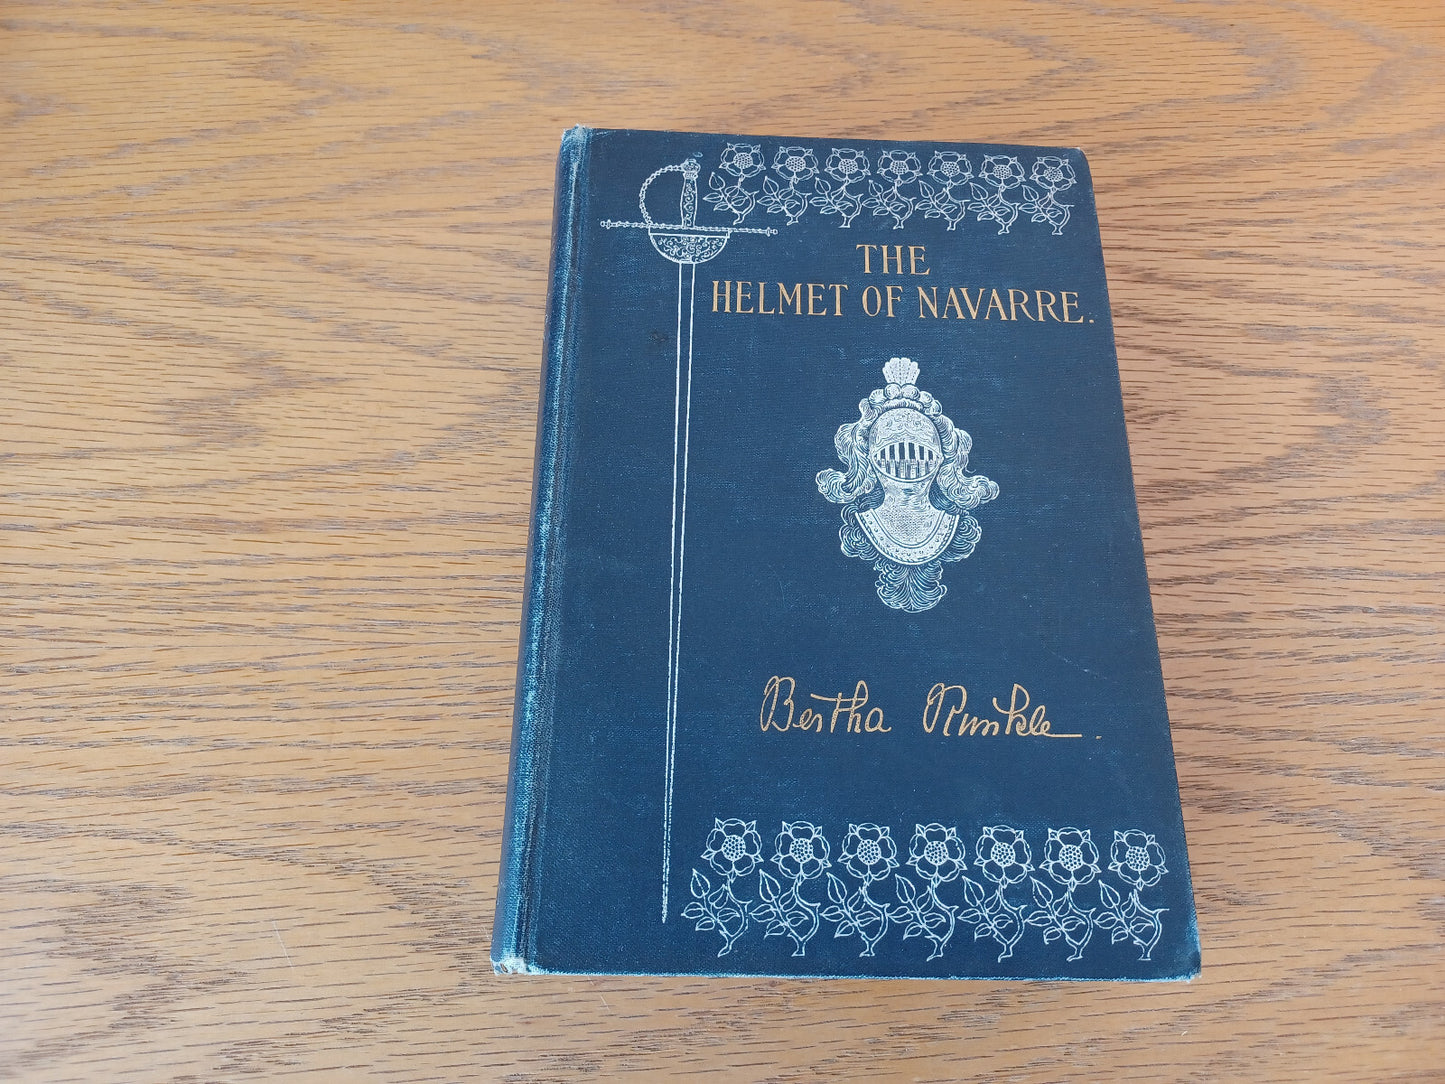 THE
HELMET OF NAVARRE.
Bertha Runkle.